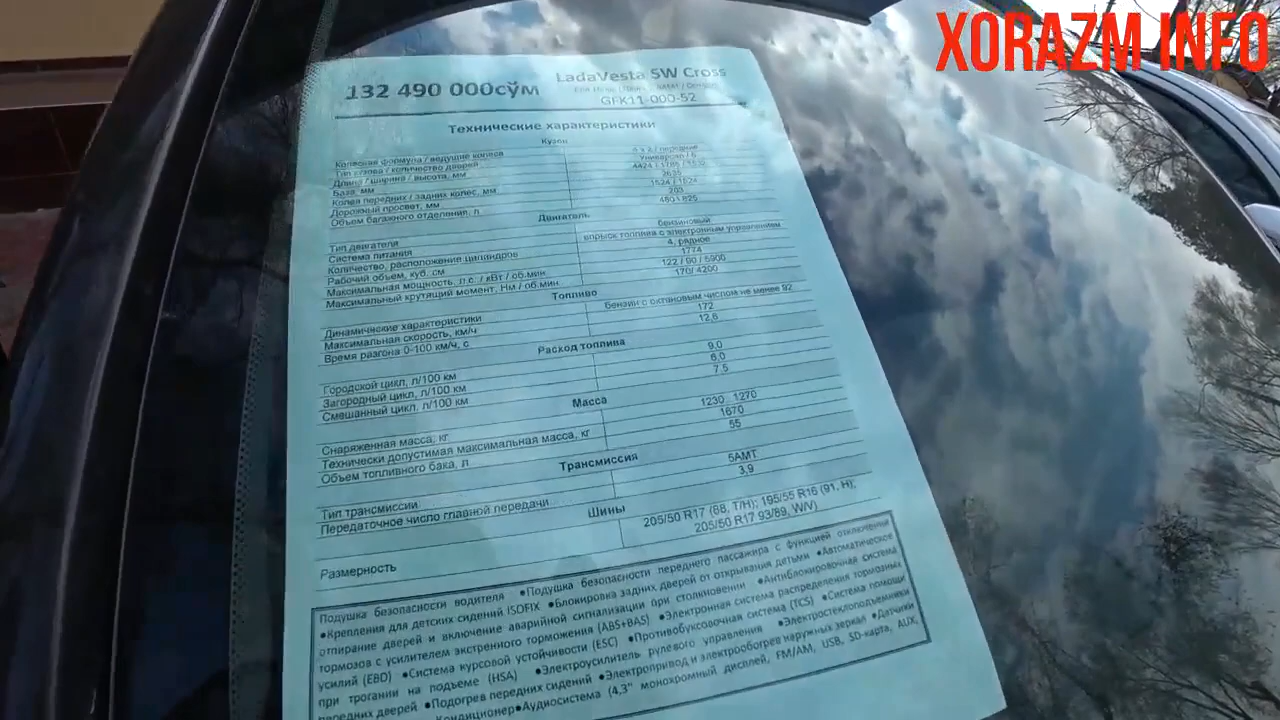 XORAZM INFO
132 490 000сўм
LadaVesta SW Cross
GFK11-000-52
Технические характеристики
Кузов
Колесная формула / ведущие колеса 4 x 2 / передние
Тип кузова / количество дверей Универсал / 5
Длина / ширина / высота, мм 4424 / 1785 /
База, мм 2635
Колея передних / задних колес, мм 1524 / 1524
Дорожный просвет, мм 203
Объем багажного отделения, л 480 \ 825
Двигатель
Тип двигателя бензиновый
Система питания впрыск топлива с электронным управлением
Количество, расположение цилиндров 4, рядное
Рабочий объем, куб. см 1774
Максимальная мощность, л.с. / кВт / об.мин 122 / 90 / 5900
Максимальный крутящий момент, Нм / об.мин 170/ 4200
Топливо
бензин с октановым числом не менее 92
Динамические характеристики
Максимальная скорость, км/ч 172
Время разгона 0-100 км/ч, с 12,6
Расход топлива
Городской цикл, л/100 км 9,0
Загородный цикл, л/100 км 6,0
Смешанный цикл, л/100 км 7,5
Масса
Снаряженная масса, кг 1230...1270
Технически допустимая максимальная масса, кг 1670
Объем топливного бака, л 55
Трансмиссия
Тип трансмиссии 5АМТ
Передаточное число главной передачи 3,9
Шины
Размерность 205/50 R17 (88, T/H); 195/55 R16 (91, H);
205/50 R17 93/89, W/V)
Подушка безопасности водителя ●Подушка безопасности переднего пассажира с функцией отключения
●Крепления для детских сидений ISOFIX ●Блокировка задних дверей от открывания детьми ●Автоматическое
отпирание дверей и включение аварийной сигнализации при столкновении ●Антиблокировочная система
тормозов с усилителем экстренного торможения (ABS+BAS) ●Электронная система распределения тормозных
усилий (EBD) ●Система курсовой устойчивости (ESC) ●Противобуксовочная система (TCS) ●Система помощи
при трогании на подъеме (HSA) ●Электроусилитель рулевого управления ●Электростеклоподъемники
передних дверей ●Подогрев передних сидений ●Электропривод и электрообогрев наружных зеркал ●Датчики
Кондиционер●Аудиосистема (4,3" монохромный дисплей, FM/AM, USB, SD-карта, AUX,